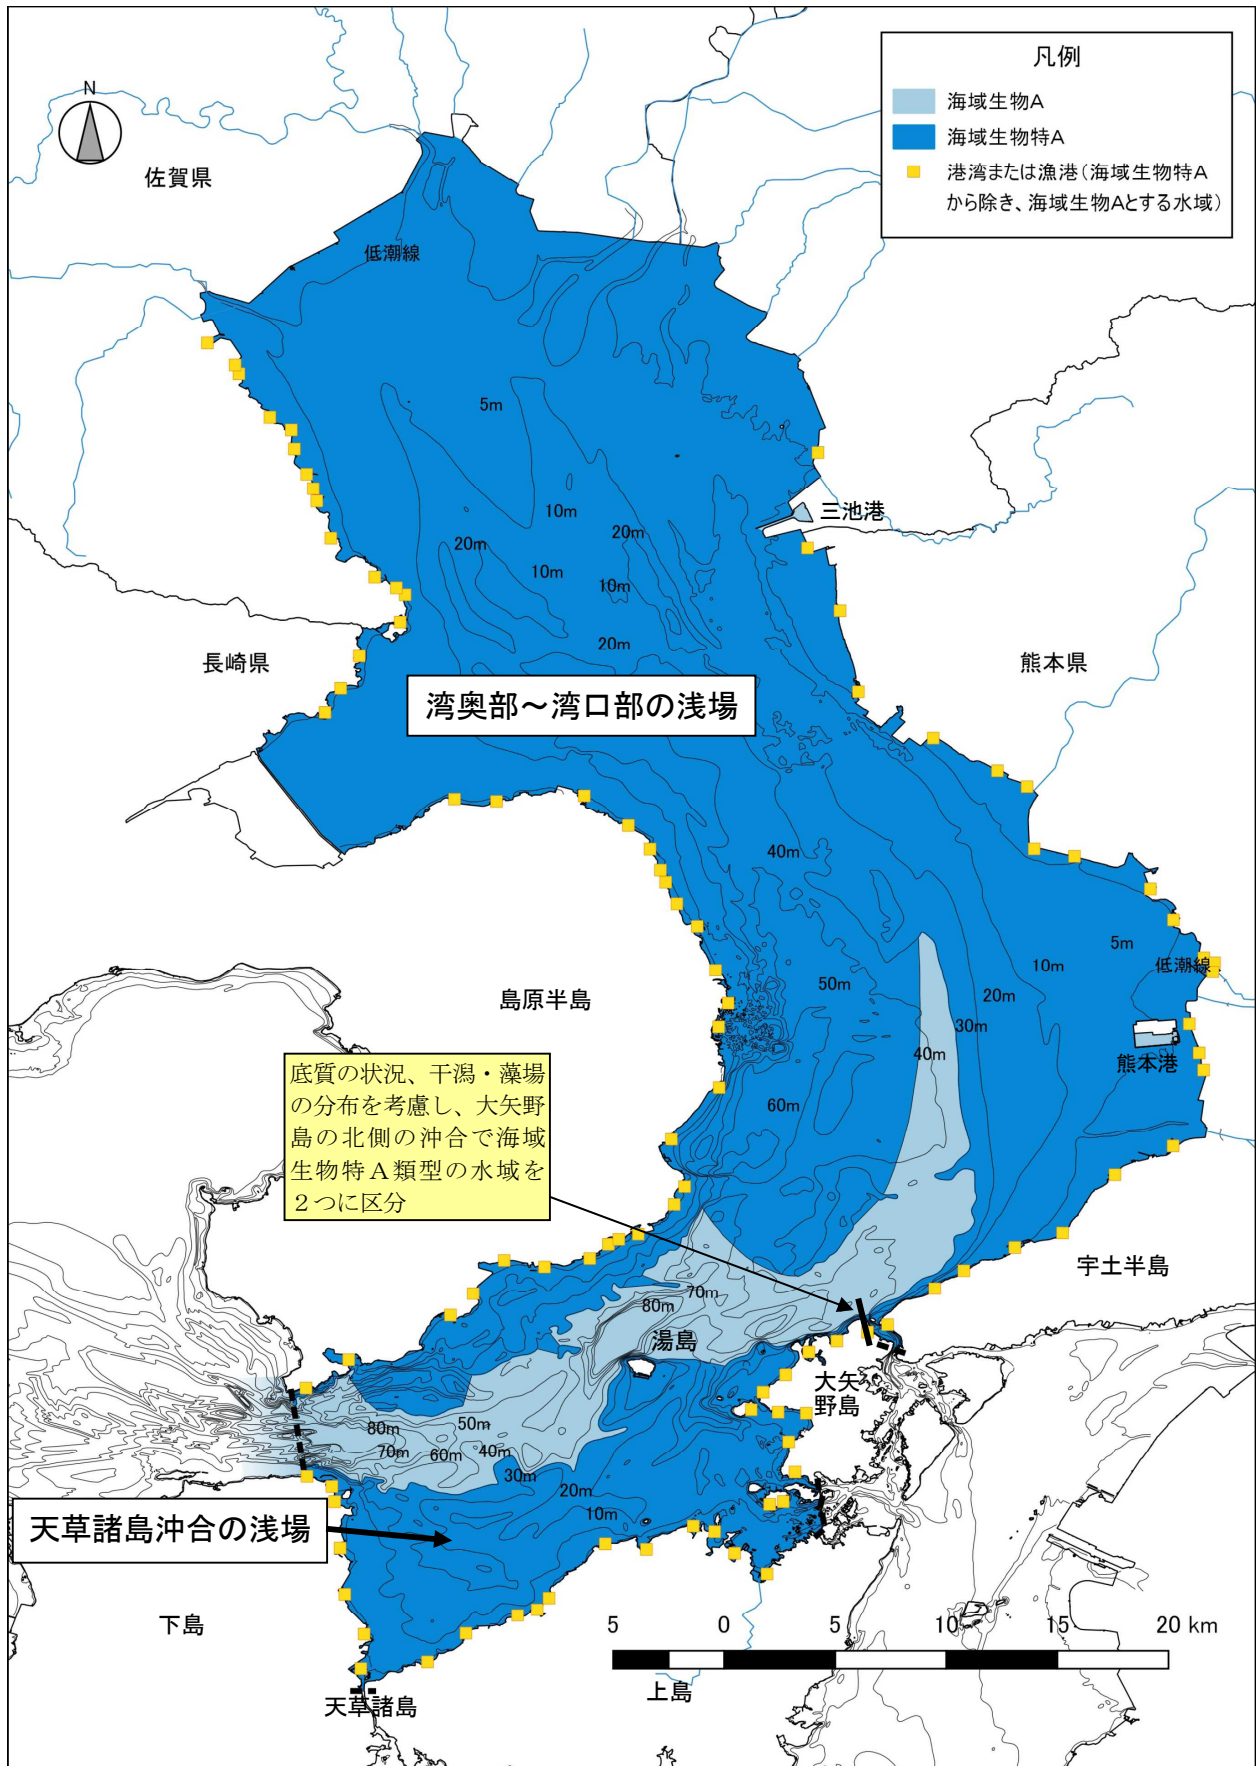 凡例
海域生物A
海域生物特A
港湾または漁港（海域生物特A
から除き、海域生物Aとする水域）
N
佐賀県
低潮線
5m
10m
20m
20m
10m
10m
20m
三池港
長崎県
熊本県
湾奥部～湾口部の浅場
40m
5m
10m
低潮線
50m
20m
30m
40m
島原半島
熊本港
60m
底質の状況、干潟・藻場
の分布を考慮し、大矢野
島の北側の沖合で海域
生物特A類型の水域を
２つに区分
宇土半島
70m
80m
湯島
大矢
野島
80m
50m
70m
60m
40m
30m
20m
10m
天草諸島沖合の浅場
下島
5 0 5 10 15 20 km
上島
天草諸島